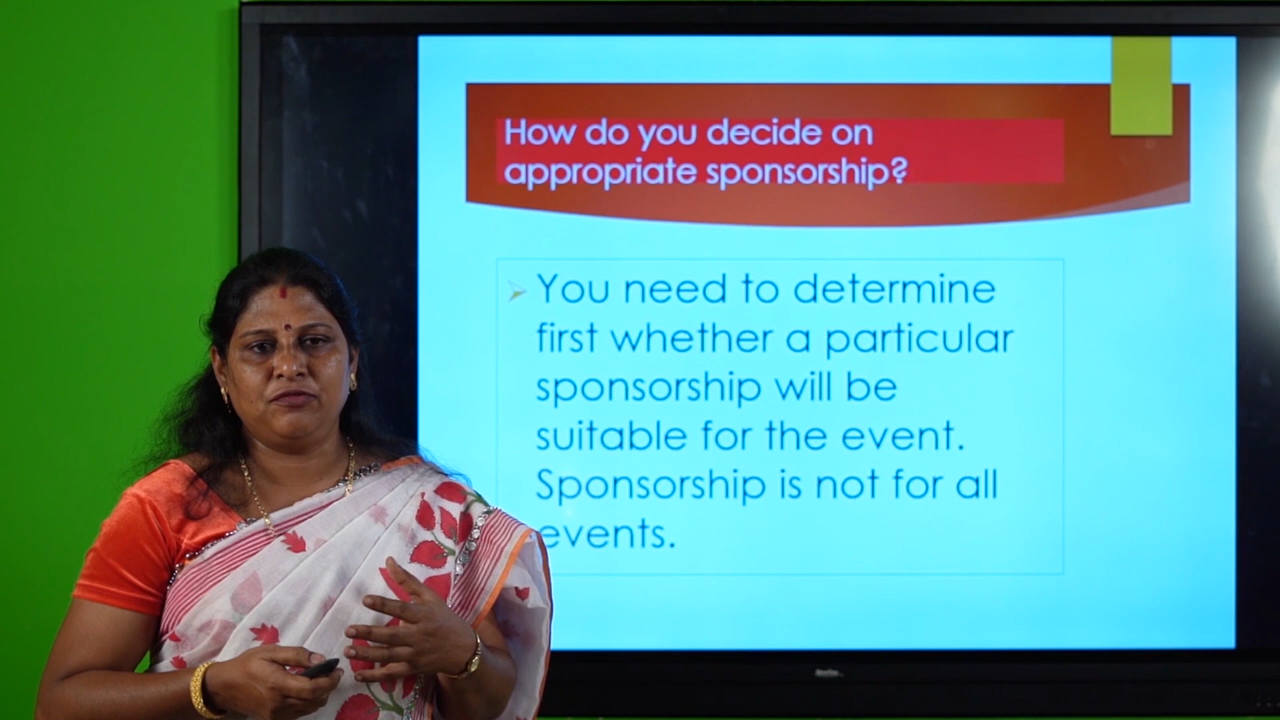 How do you decide on
appropriate sponsorship?
You need to determine
first whether a particular
sponsorship will be
suitable for the event.
Sponsorship is not for all
events.